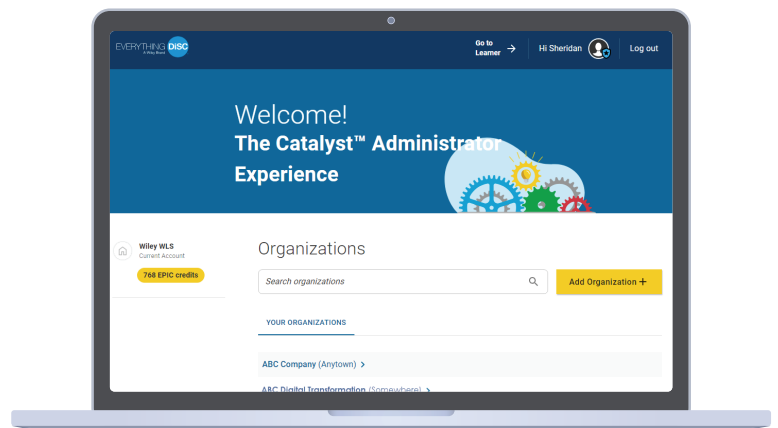 EVERYTHING DiSC
A Wiley Brand
Go to
Learner
Hi Sheridan
Log out
Welcome!
The Catalyst™ Administrator
Experience
Wiley WLS
Current Account
768 EPIC credits
Organizations
Search organizations
Add Organization +
YOUR ORGANIZATIONS
ABC Company (Anytown) >
ABC Digital Transformation (Somewhere) >